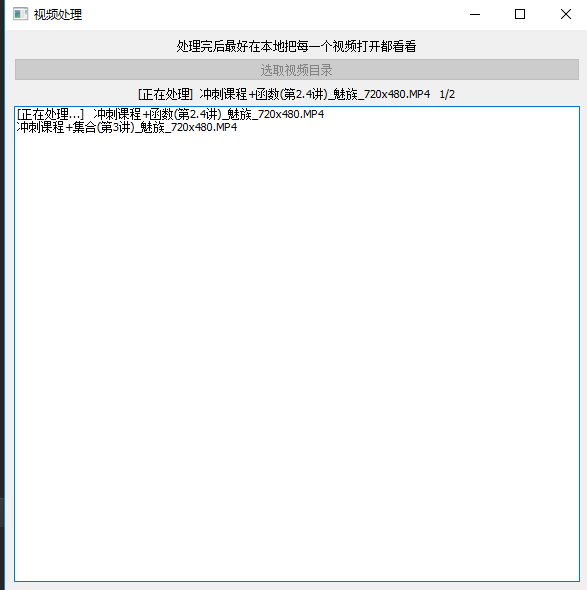 视频处理
处理完后最好在本地把每一个视频打开都看看
选取视频目录
[正在处理] 冲刺课程+函数(第2.4讲)_魅族_720x480.MP4 1/2
[正在处理...] 冲刺课程+函数(第2.4讲)_魅族_720x480.MP4
冲刺课程+集合(第3讲)_魅族_720x480.MP4